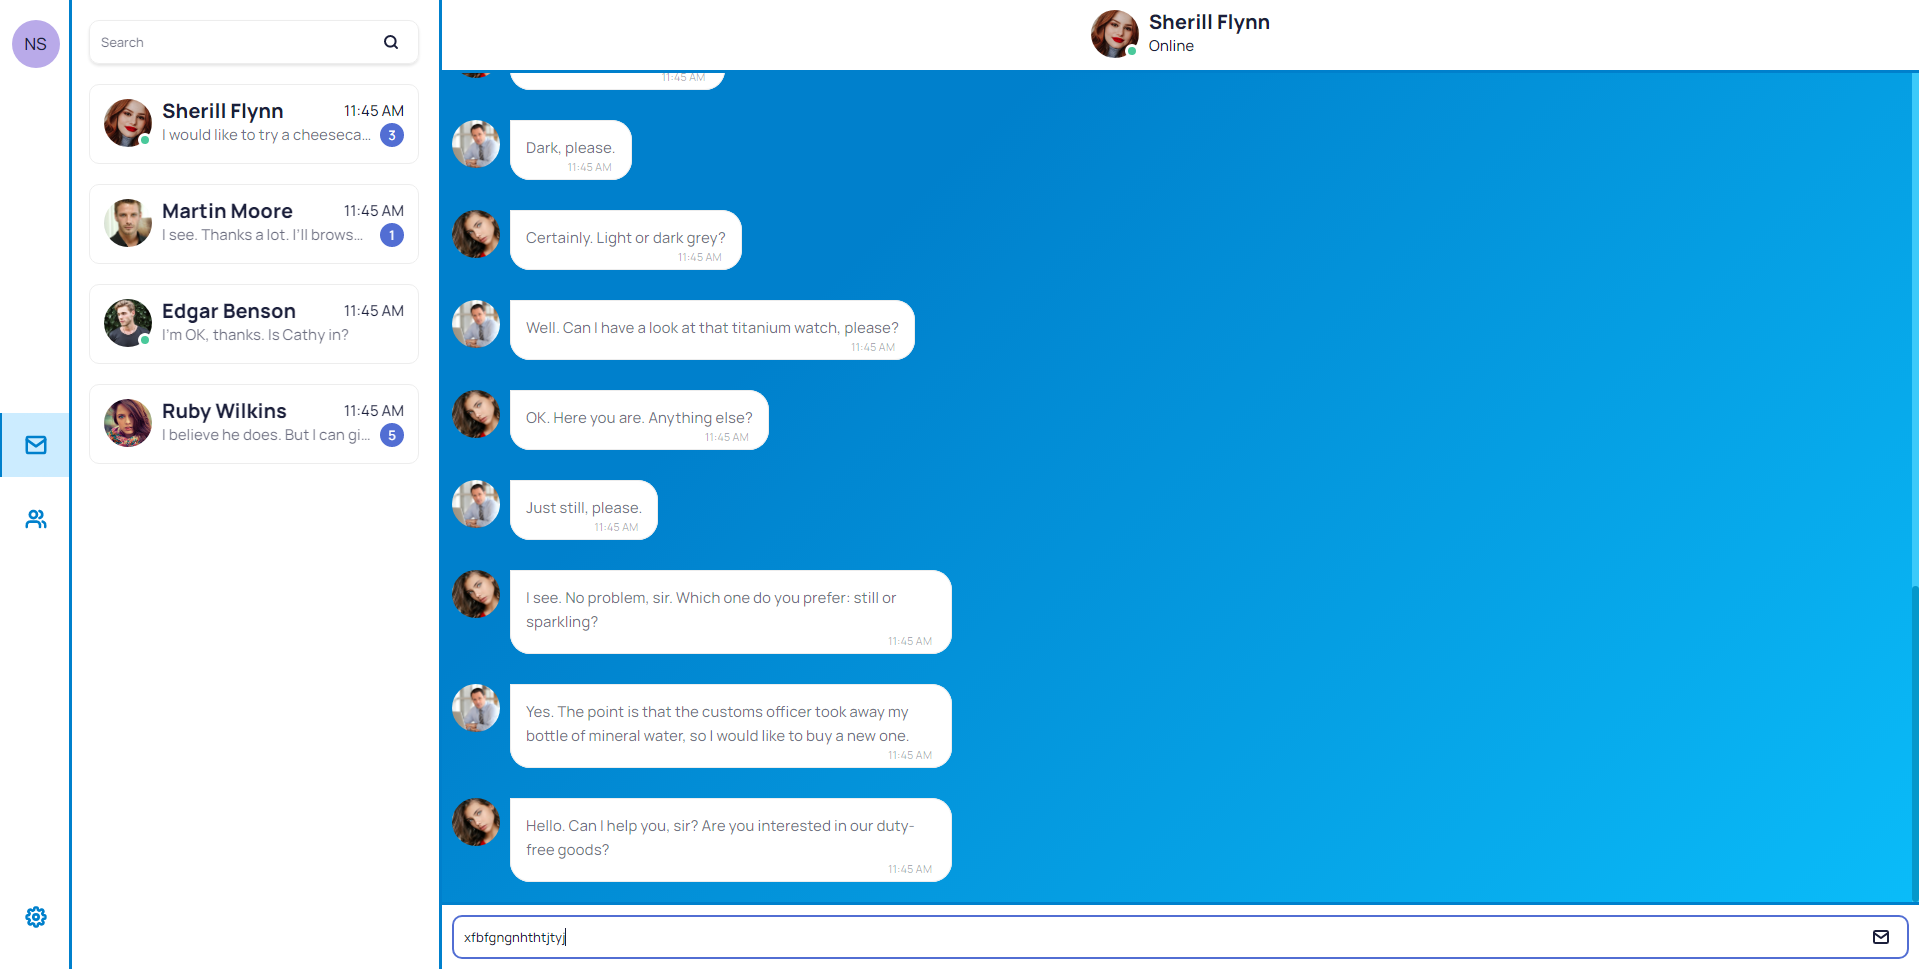 NS
Search
Sherill Flynn
11:45 AM
I would like to try a cheeseca...
3
Martin Moore
11:45 AM
I see. Thanks a lot. I'll brows...
1
Edgar Benson
11:45 AM
I'm OK, thanks. Is Cathy in?
Ruby Wilkins
11:45 AM
I believe he does. But I can gi...
5
Sherill Flynn
Online
11:45 AM
Dark, please.
11:45 AM
Certainly. Light or dark grey?
11:45 AM
Well. Can I have a look at that titanium watch, please?
11:45 AM
OK. Here you are. Anything else?
11:45 AM
Just still, please.
11:45 AM
I see. No problem, sir. Which one do you prefer: still or
sparkling?
11:45 AM
Yes. The point is that the customs officer took away my
bottle of mineral water, so I would like to buy a new one.
11:45 AM
Hello. Can I help you, sir? Are you interested in our duty-
free goods?
11:45 AM
xfbfgngnhthtjtyj